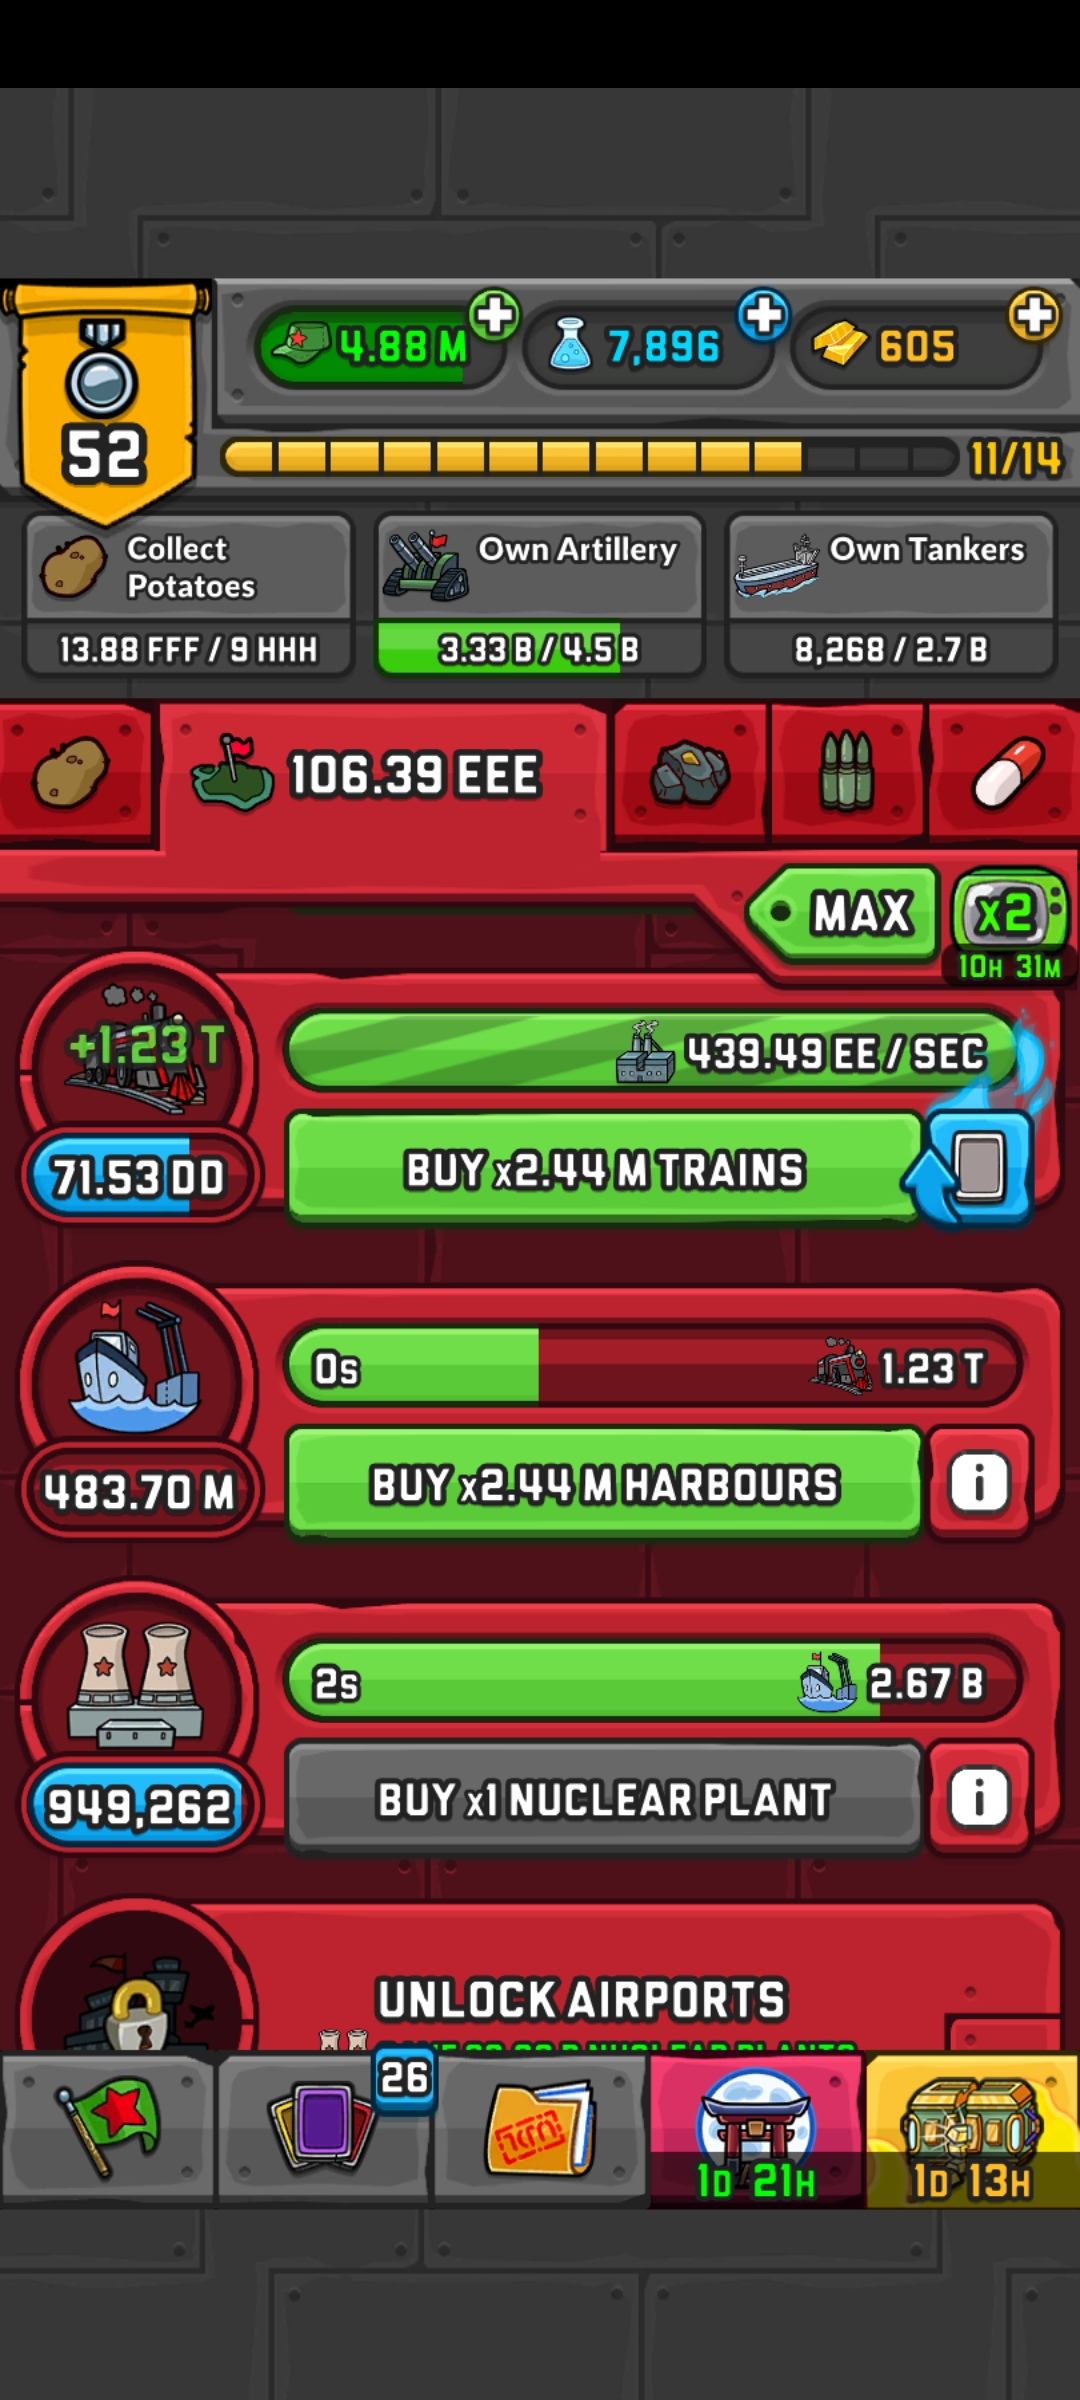 4.88 M
7,896
605
52
11/14
Collect
Potatoes
13.88 FFF / 9 HHH
Own Artillery
3.33 B / 4.5 B
Own Tankers
8,268 / 2.7 B
106.39 EEE
MAX
x2
10H 31M
+1.23 T
439.49 EE / SEC
71.53 DD
BUY x2.44 M TRAINS
0s
1.23 T
483.70 M
BUY x2.44 M HARBOURS
i
2s
2.67 B
949,262
BUY x1 NUCLEAR PLANT
i
UNLOCK AIRPORTS
NUCLEAR PLANTS
26
1D 21H
1D 13H